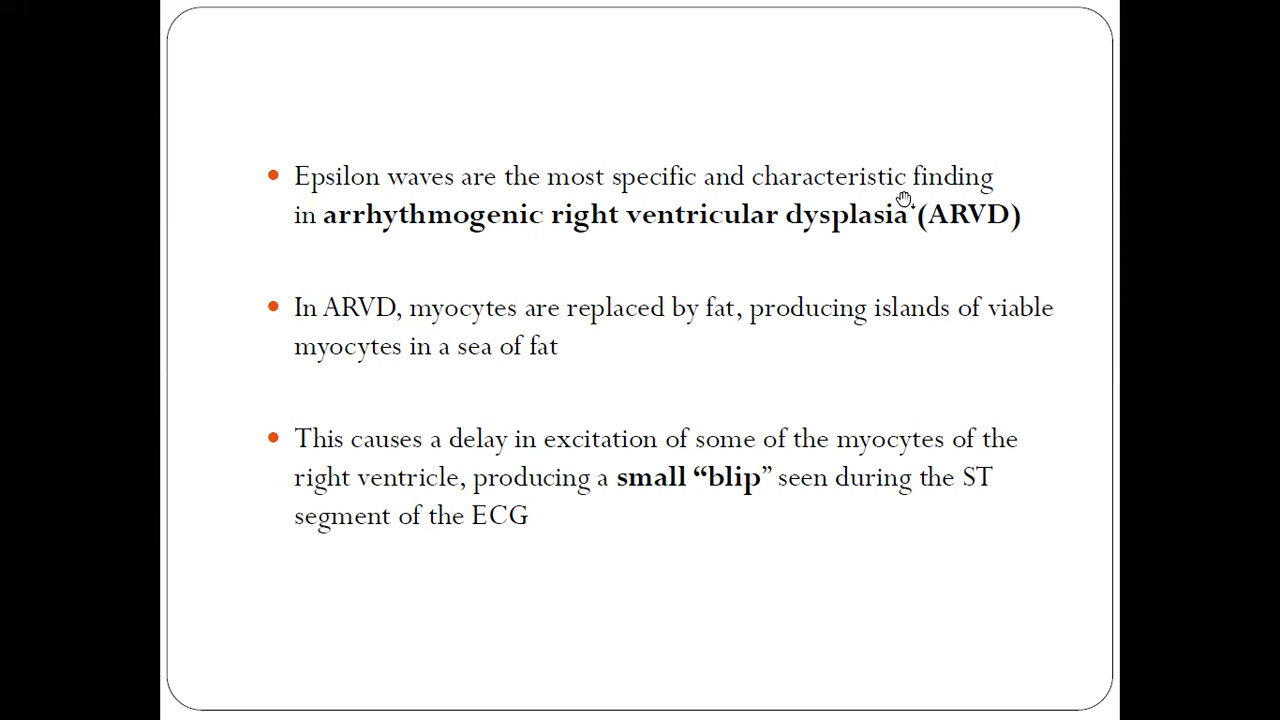 Epsilon waves are the most specific and characteristic finding
in arrhythmogenic right ventricular dysplasia (ARVD)
In ARVD, myocytes are replaced by fat, producing islands of viable
myocytes in a sea of fat
This causes a delay in excitation of some of the myocytes of the
right ventricle, producing a small “blip” seen during the ST
segment of the ECG